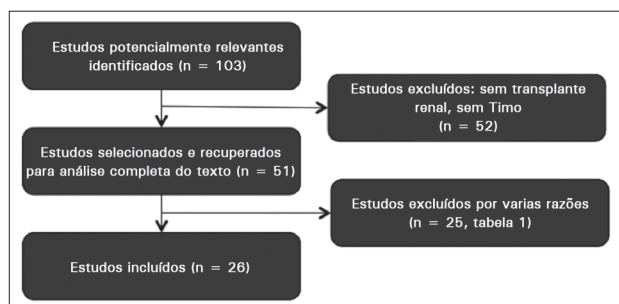 Estudos potencialmente relevantes
identificados (n = 103)
Estudos excluídos: sem transplante
renal, sem Timo
(n = 52)
Estudos selecionados e recuperados
para análise completa do texto (n = 51)
Estudos excluídos por varias razões
(n = 25, tabela 1)
Estudos incluídos (n = 26)